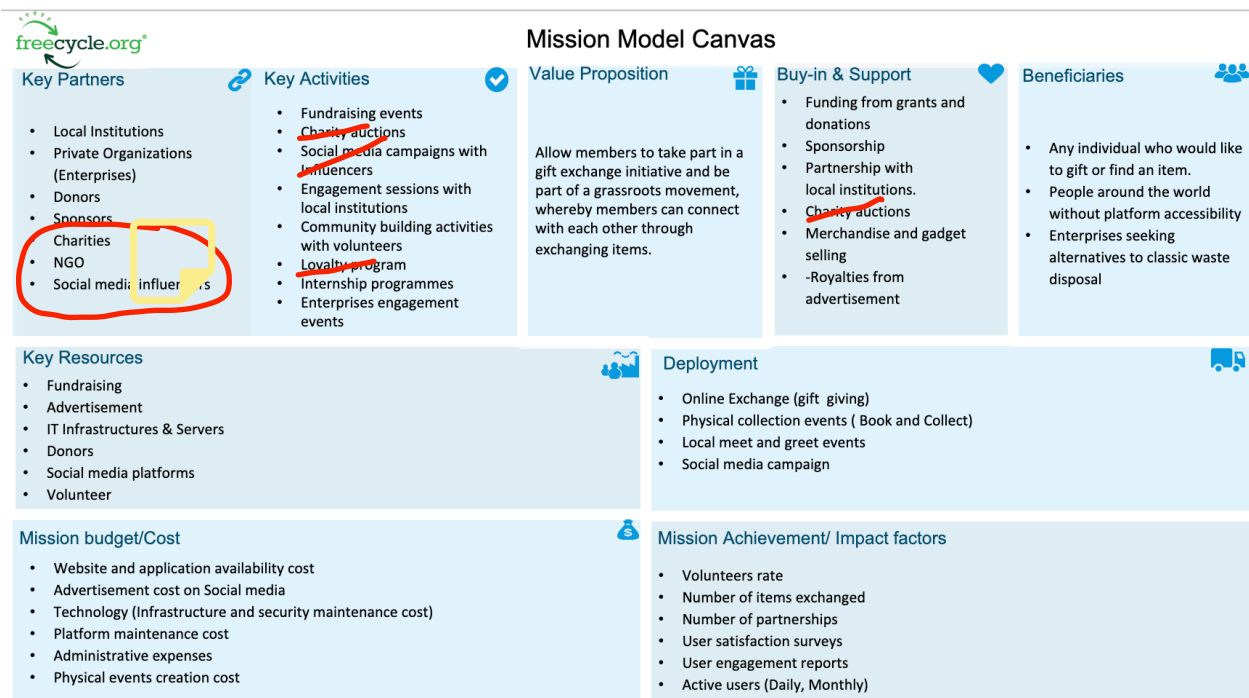 freecycle.org®
Mission Model Canvas
Key Partners
• Local Institutions
• Private Organizations
(Enterprises)
• Donors
• Sponsors
• Charities
• NGO
• Social media influencers
Key Activities
• Fundraising events
• Charity auctions
• Social media campaigns with
Influencers
• Engagement sessions with
local institutions
• Community building activities
with volunteers
• Loyalty program
• Internship programmes
• Enterprises engagement
events
Value Proposition
Allow members to take part in a
gift exchange initiative and be
part of a grassroots movement,
whereby members can connect
with each other through
exchanging items.
Buy-in & Support
• Funding from grants and
donations
• Sponsorship
• Partnership with
local institutions.
• Charity auctions
• Merchandise and gadget
selling
• -Royalties from
advertisement
Beneficiaries
• Any individual who would like
to gift or find an item.
• People around the world
without platform accessibility
• Enterprises seeking
alternatives to classic waste
disposal
Key Resources
• Fundraising
• Advertisement
• IT Infrastructures & Servers
• Donors
• Social media platforms
• Volunteer
Deployment
• Online Exchange (gift giving)
• Physical collection events ( Book and Collect)
• Local meet and greet events
• Social media campaign
Mission budget/Cost
• Website and application availability cost
• Advertisement cost on Social media
• Technology (Infrastructure and security maintenance cost)
• Platform maintenance cost
• Administrative expenses
• Physical events creation cost
Mission Achievement/ Impact factors
• Volunteers rate
• Number of items exchanged
• Number of partnerships
• User satisfaction surveys
• User engagement reports
• Active users (Daily, Monthly)